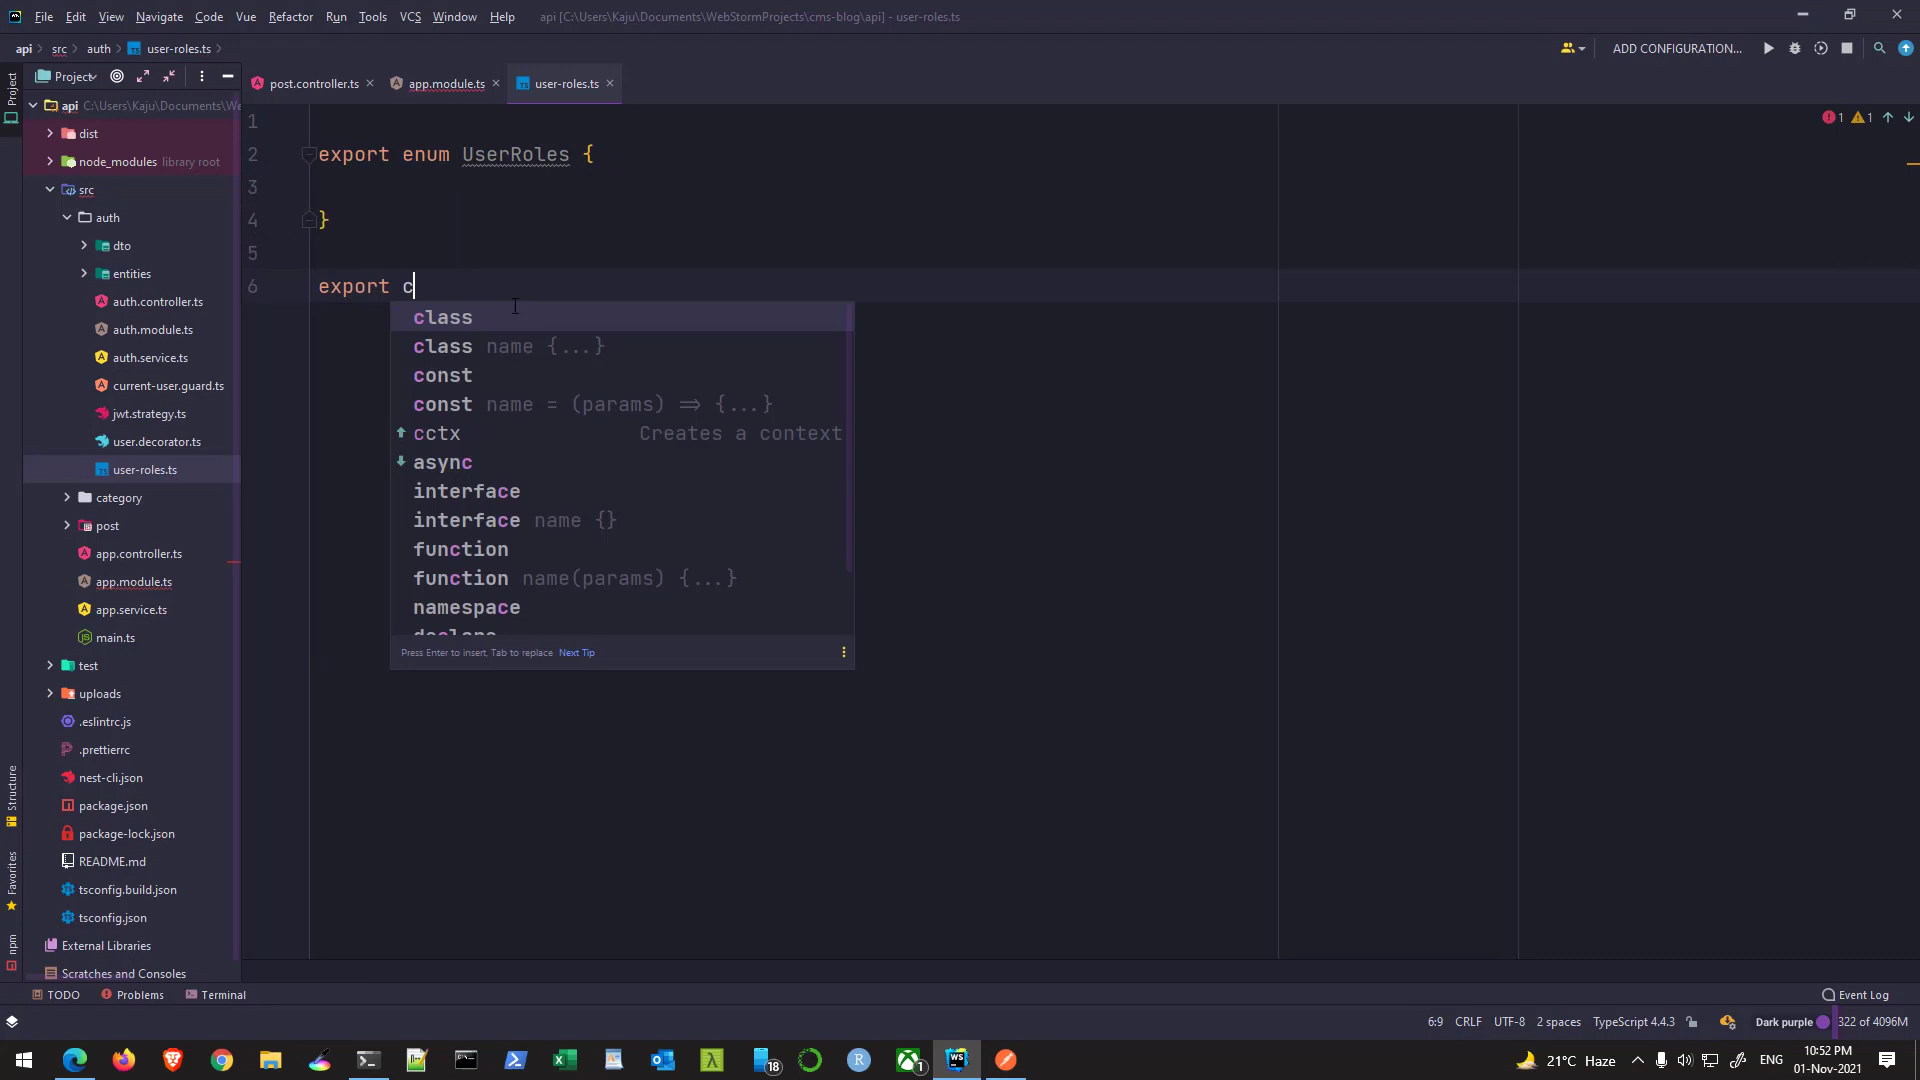 File Edit View Navigate Code Vue Refactor Run Tools VCS Window Help api [C:\Users\Kaju\Documents\WebStormProjects\cms-blog\api] - user-roles.ts
api src auth user-roles.ts ADD CONFIGURATION...
Project
Project
post.controller.ts app.module.ts user-roles.ts
api C:\Users\Kaju\Documents\We
dist
node_modules library root
src
auth
dto
entities
auth.controller.ts
auth.module.ts
auth.service.ts
current-user.guard.ts
jwt.strategy.ts
user.decorator.ts
user-roles.ts
category
post
app.controller.ts
app.module.ts
app.service.ts
main.ts
test
uploads
.eslintrc.js
.prettierrc
nest-cli.json
package.json
package-lock.json
README.md
tsconfig.build.json
tsconfig.json
External Libraries
Scratches and Consoles
Structure
Favorites
npm
1
2 export enum UserRoles {
3
4 }
5
6 export c
1 1
class
class name {...}
const
const name = (params) ⇒ {...}
cctx Creates a context
async
interface
interface name {}
function
function name(params) {...}
namespace
declare
Press Enter to insert, Tab to replace Next Tip
TODO Problems Terminal Event Log
6:9 CRLF UTF-8 2 spaces TypeScript 4.4.3 Dark purple 322 of 4096M
18 R 1 WS 21°C Haze ENG 10:52 PM
01-Nov-2021